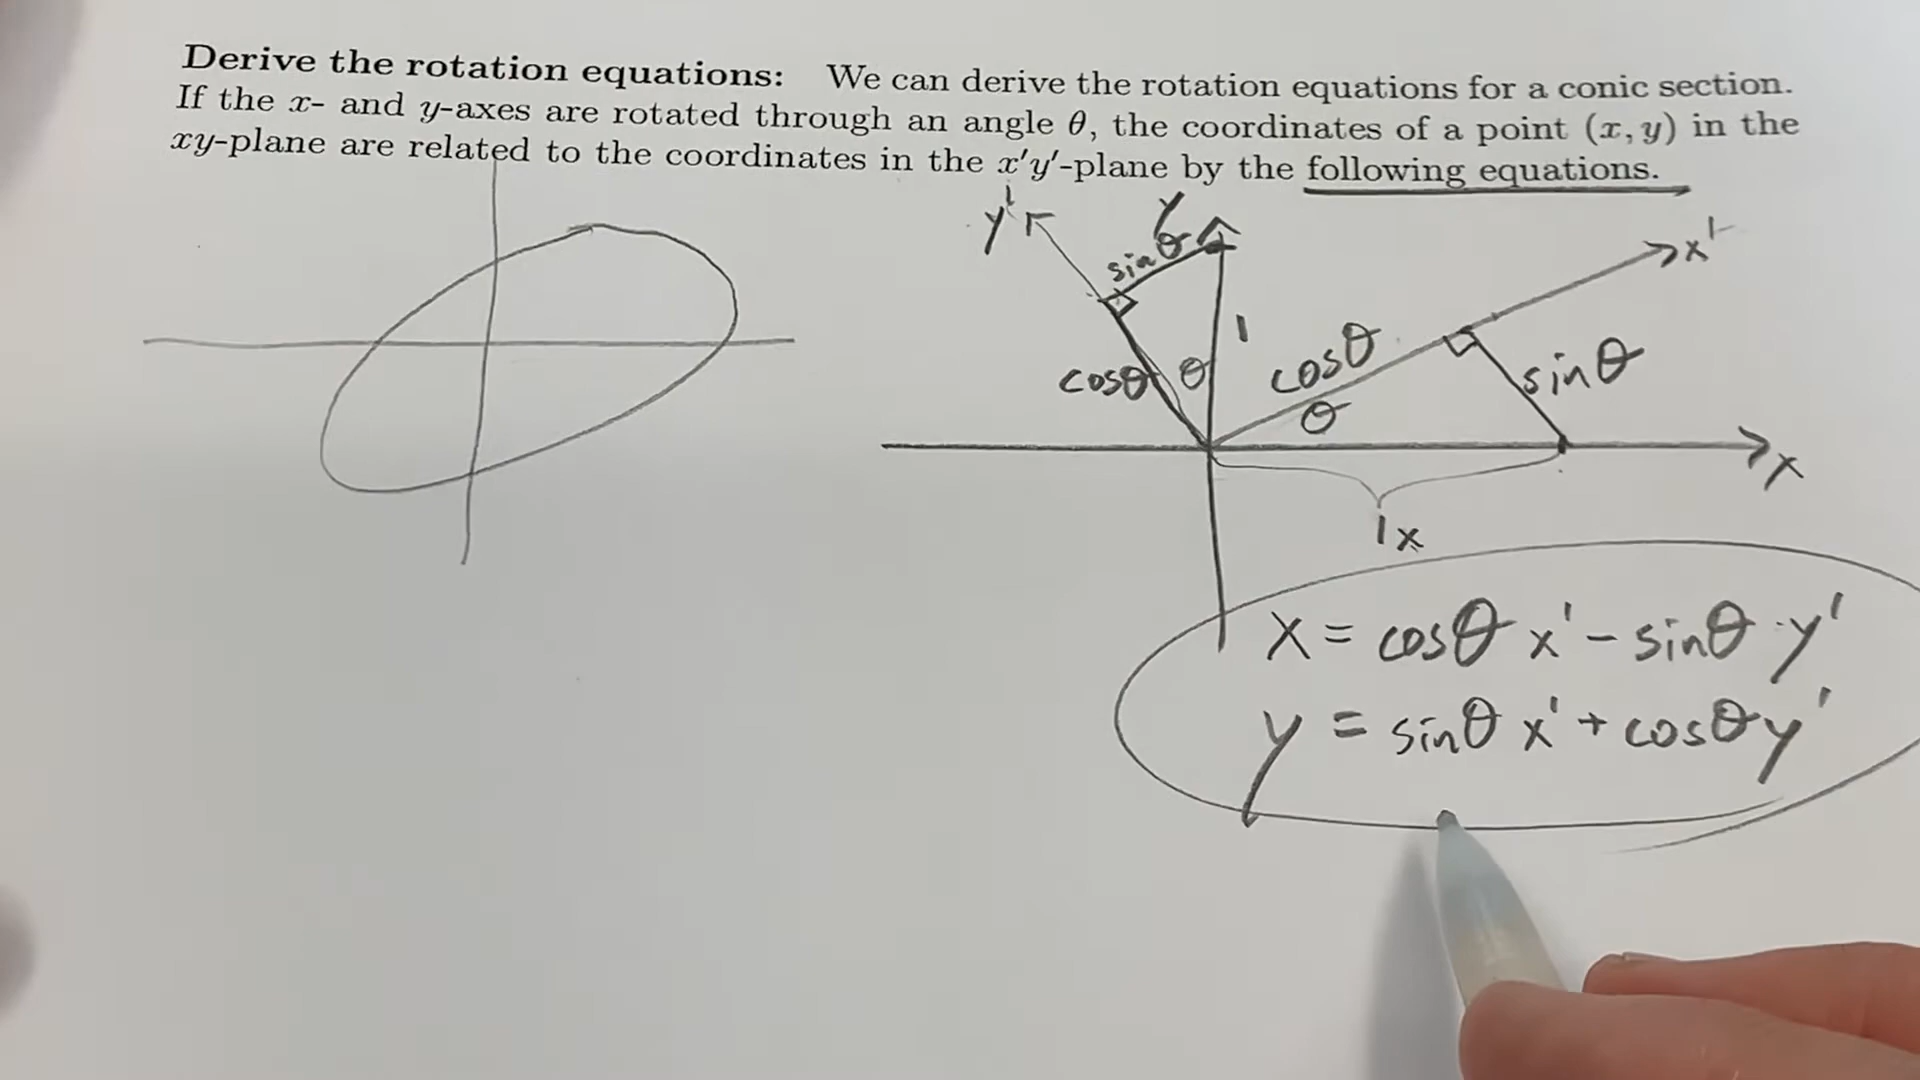 Derive the rotation equations: We can derive the rotation equations for a conic section.
If the x- and y-axes are rotated through an angle θ, the coordinates of a point (x, y) in the
xy-plane are related to the coordinates in the x′y′-plane by the following equations.
y'
y
x'
sinθ
1
cosθ
θ
cosθ
θ
sinθ
x
1x
x = cosθ x' - sinθ · y'
y = sinθ x' + cosθ y'